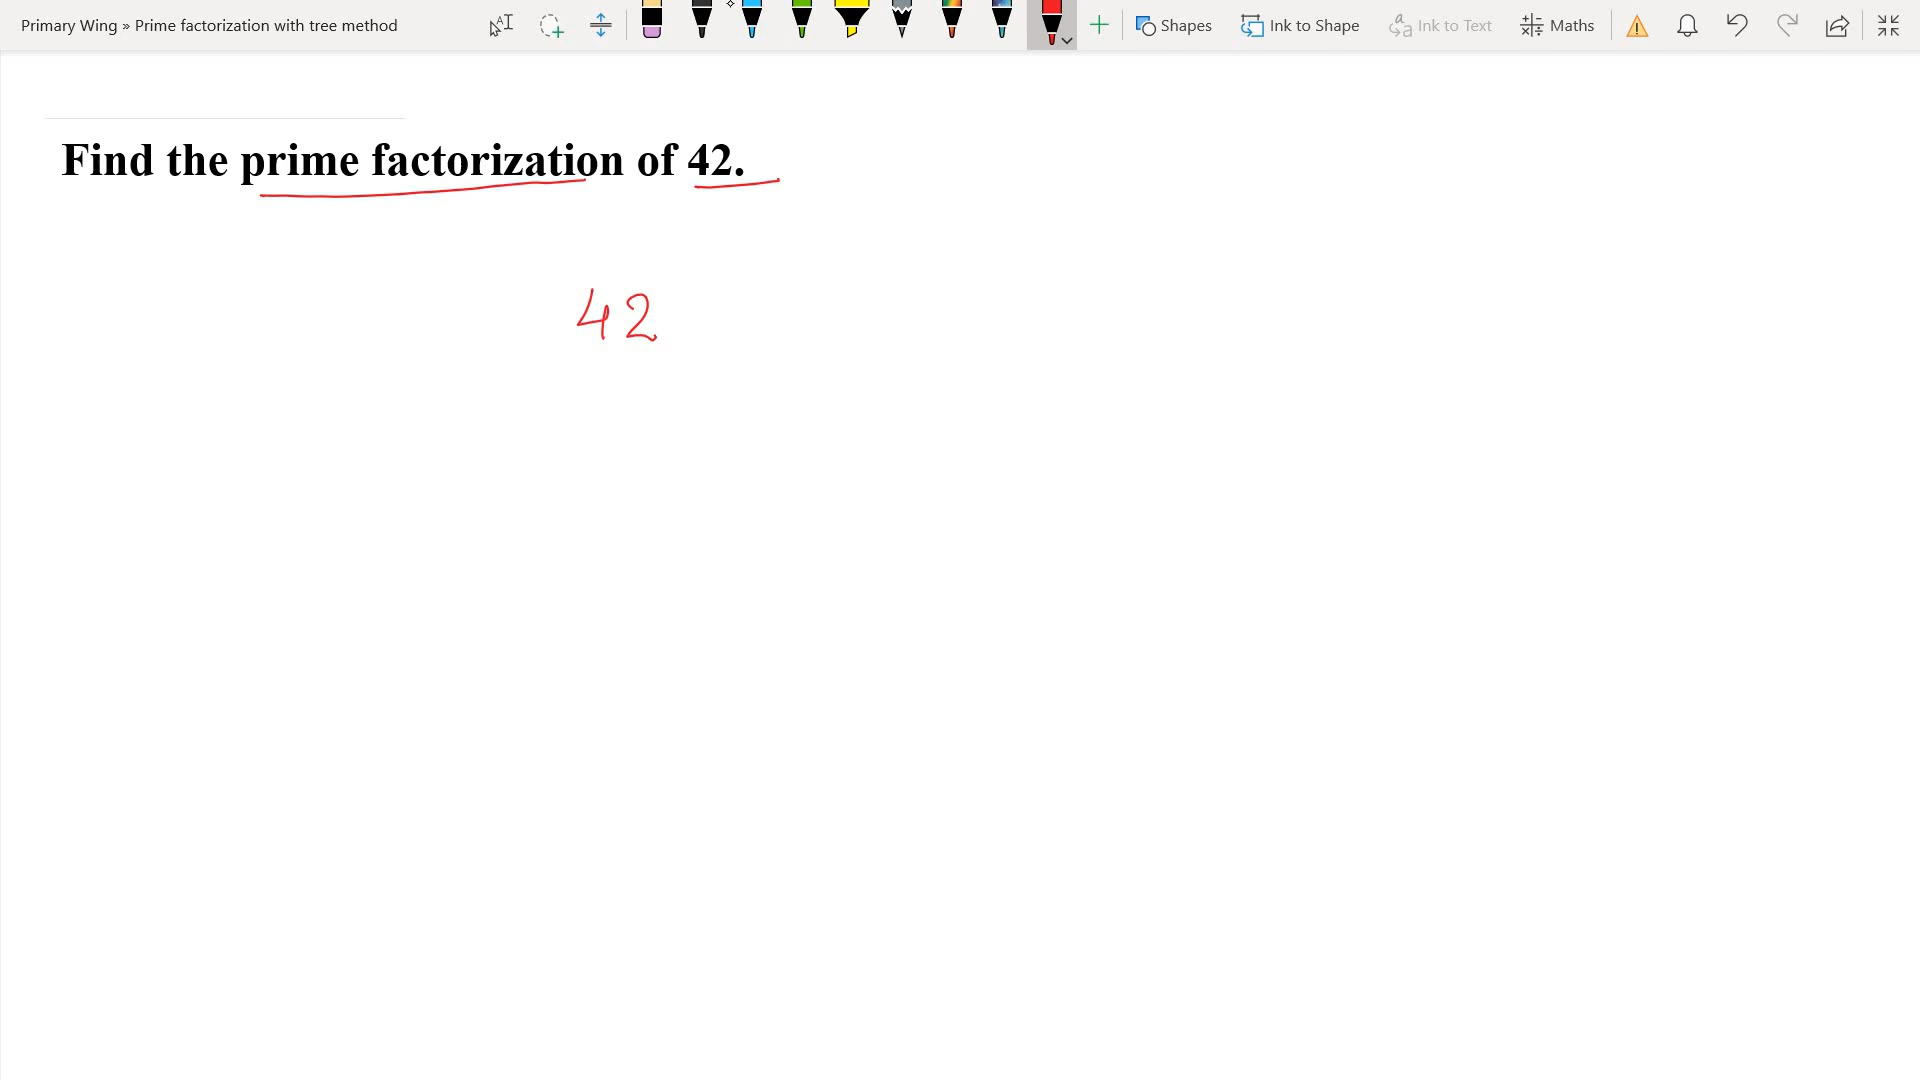 Primary Wing » Prime factorization with tree method
Shapes
Ink to Shape
Ink to Text
Maths
Find the prime factorization of 42.
42